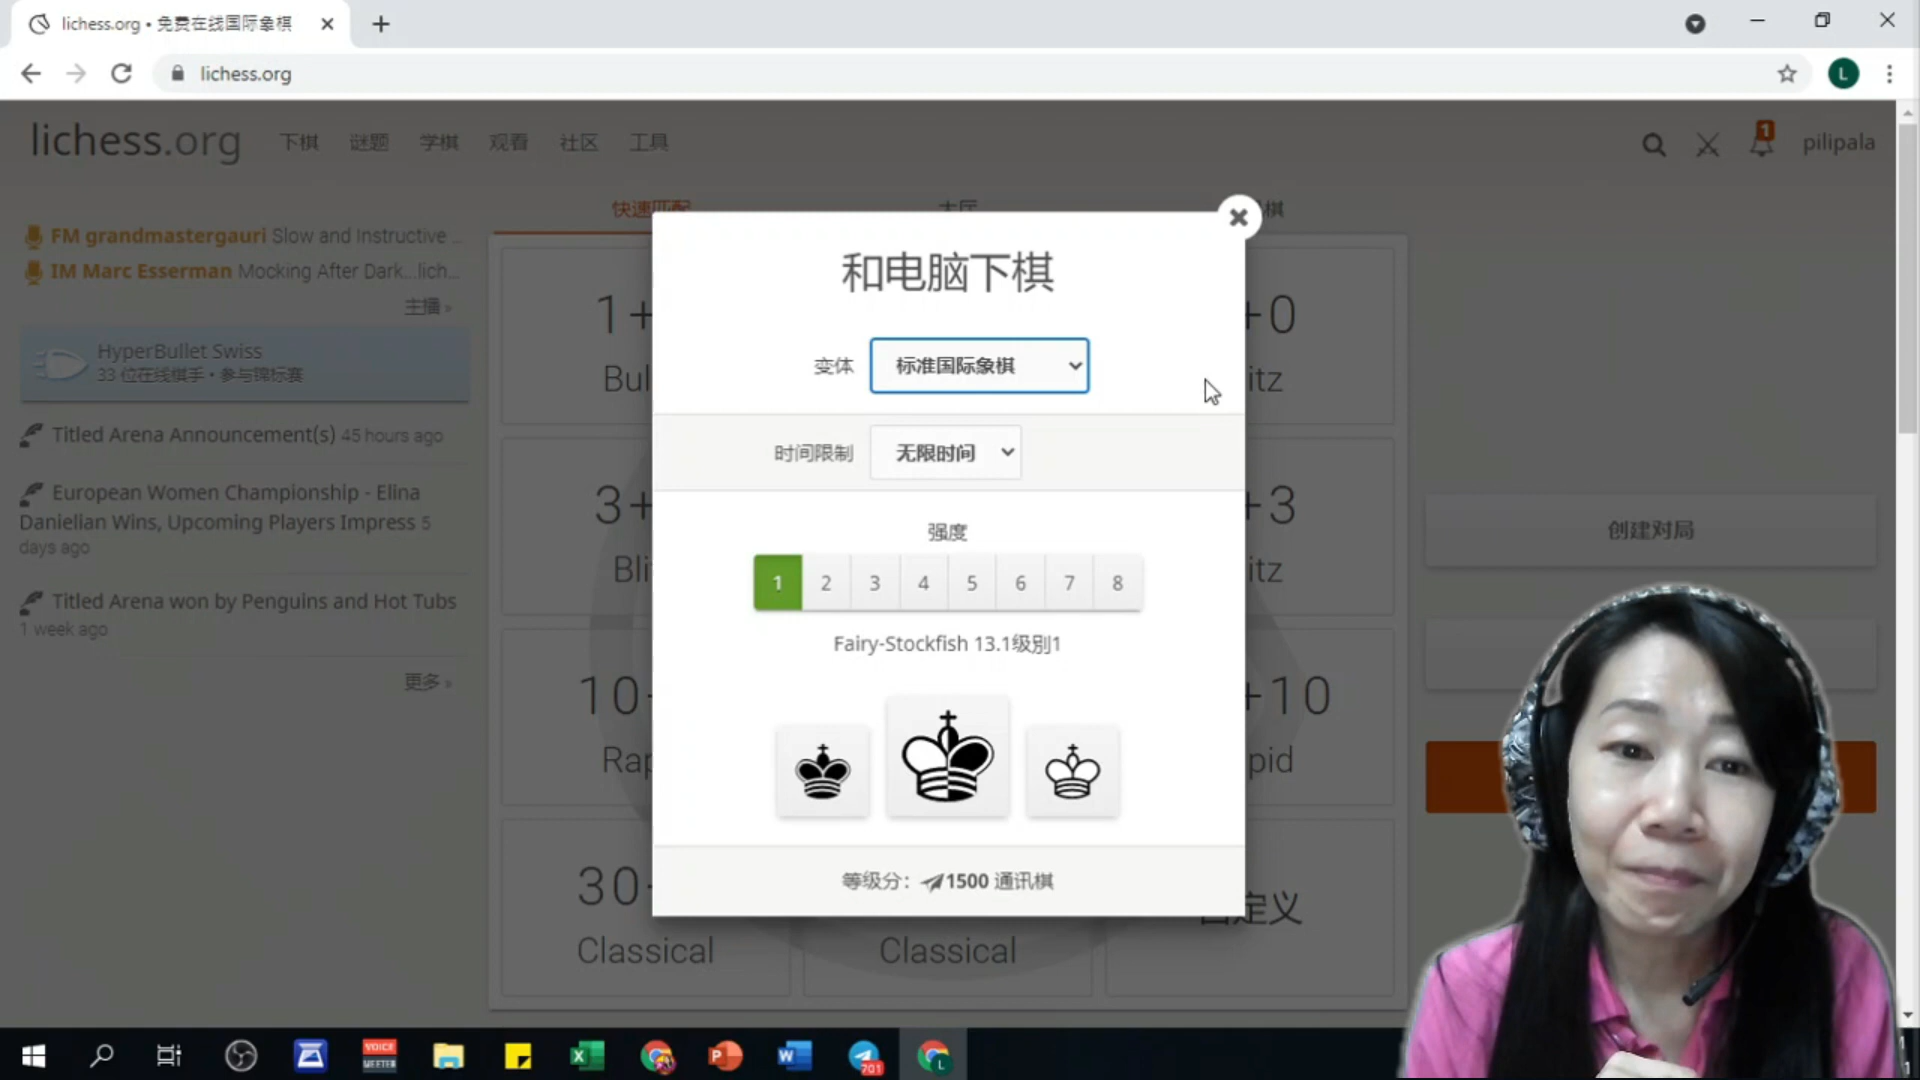 lichess.org • 免费在线国际象棋
lichess.org
L
lichess.org
下棋
谜题
学棋
观看
社区
工具
1
pilipala
FM grandmastergauri Slow and Instructive ...
IM Marc Esserman Mocking After Dark...lich...
主播 »
HyperBullet Swiss
33 位在线棋手 • 参与锦标赛
Titled Arena Announcement(s) 45 hours ago
European Women Championship - Elina
Danielian Wins, Upcoming Players Impress 5
days ago
Titled Arena won by Penguins and Hot Tubs
1 week ago
更多 »
快速匹配
大厅
棋
1+
Bul
+0
itz
3+
Bli
+3
itz
10
Rap
+10
pid
30
Classical
Classical
自定义
和电脑下棋
变体
标准国际象棋
时间限制
无限时间
强度
1 2 3 4 5 6 7 8
Fairy-Stockfish 13.1级别1
等级分: 1500 通讯棋
创建对局
VOICE
MEETER
701
L